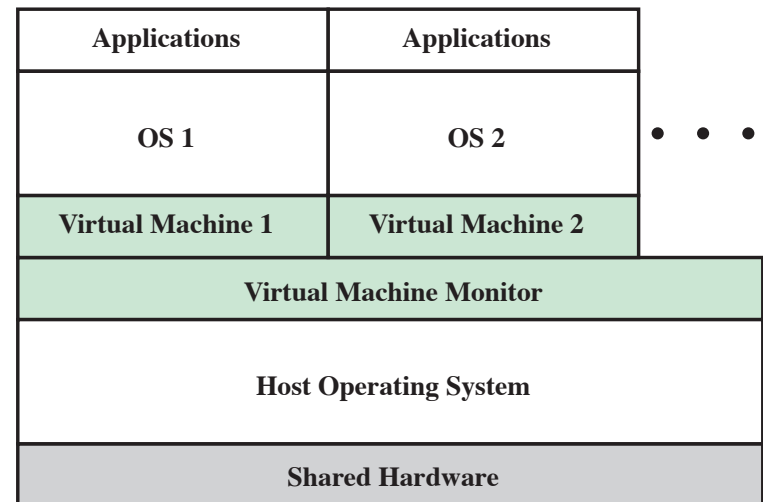 Applications
Applications
OS 1
OS 2
• • •
Virtual Machine 1
Virtual Machine 2
Virtual Machine Monitor
Host Operating System
Shared Hardware